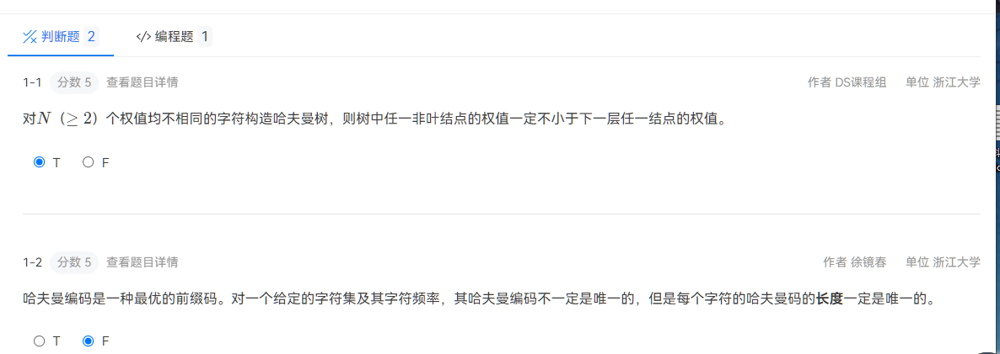 判断题 2 </> 编程题 1
1-1 分数 5 查看题目详情 作者 DS课程组 单位 浙江大学
对N（≥ 2）个权值均不相同的字符构造哈夫曼树，则树中任一非叶结点的权值一定不小于下一层任一结点的权值。
T F
1-2 分数 5 查看题目详情 作者 徐镜春 单位 浙江大学
哈夫曼编码是一种最优的前缀码。对一个给定的字符集及其字符频率，其哈夫曼编码不一定是唯一的，但是每个字符的哈夫曼码的长度一定是唯一的。
T F